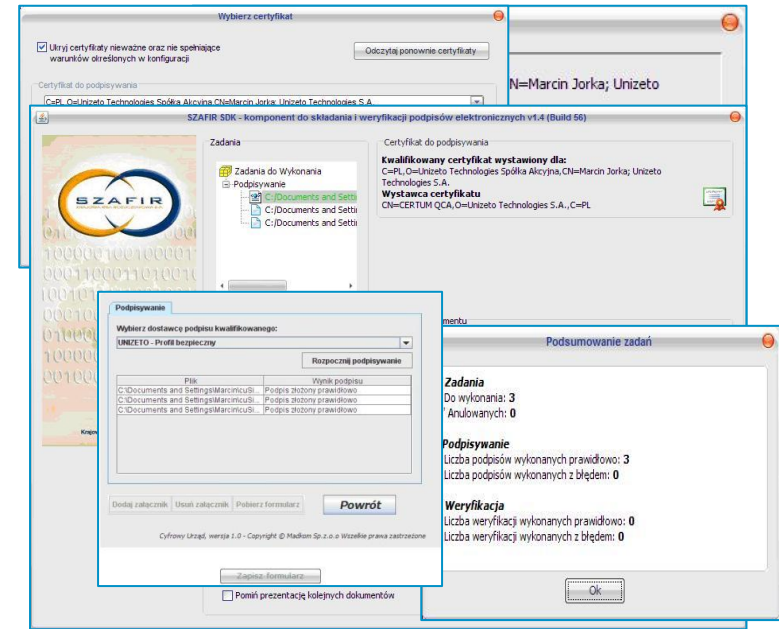 Wybierz certyfikat
Ukryj certyfikaty nieważne oraz nie spełniające
warunków określonych w konfiguracji
Odczytaj ponownie certyfikaty
Certyfikat do podpisywania
C=PL, O=Unizeto Technologies Spółka Akcyjna CN=Marcin Jorka; Unizeto Technologies S.A.
N=Marcin Jorka; Unizeto
SZAFIR SDK - komponent do składania i weryfikacji podpisów elektronicznych v1.4 (Build 56)
SZAFIR
Zadania
Zadania do Wykonania
Podpisywanie
C:/Documents and Setti
C:/Documents and Setti
C:/Documents and Setti
Certyfikat do podpisywania
Kwalifikowany certyfikat wystawiony dla:
C=PL,O=Unizeto Technologies Spółka Akcyjna,CN=Marcin Jorka; Unizeto
Technologies S.A.
Wystawca certyfikatu
CN=CERTUM QCA,O=Unizeto Technologies S.A.,C=PL
mentu
Podpisywanie
Wybierz dostawcę podpisu kwalifikowanego:
UNIZETO - Profil bezpieczny
Rozpocznij podpisywanie
Plik Wynik podpisu
C:\Documents and Settings\Marcin\cuSi... Podpis złożony prawidłowo
C:\Documents and Settings\Marcin\cuSi... Podpis złożony prawidłowo
C:\Documents and Settings\Marcin\cuSi... Podpis złożony prawidłowo
Dodaj załącznik Usuń załącznik Pobierz formularz Powrót
Cyfrowy Urząd, wersja 1.0 - Copyright © Madkom Sp.z.o.o Wszelkie prawa zastrzeżone
Zapisz formularz
Pomiń prezentację kolejnych dokumentów
Podsumowanie zadań
Zadania
Do wykonania: 3
Anulowanych: 0
Podpisywanie
Liczba podpisów wykonanych prawidłowo: 3
Liczba podpisów wykonanych z błędem: 0
Weryfikacja
Liczba weryfikacji wykonanych prawidłowo: 0
Liczba weryfikacji wykonanych z błędem: 0
Ok